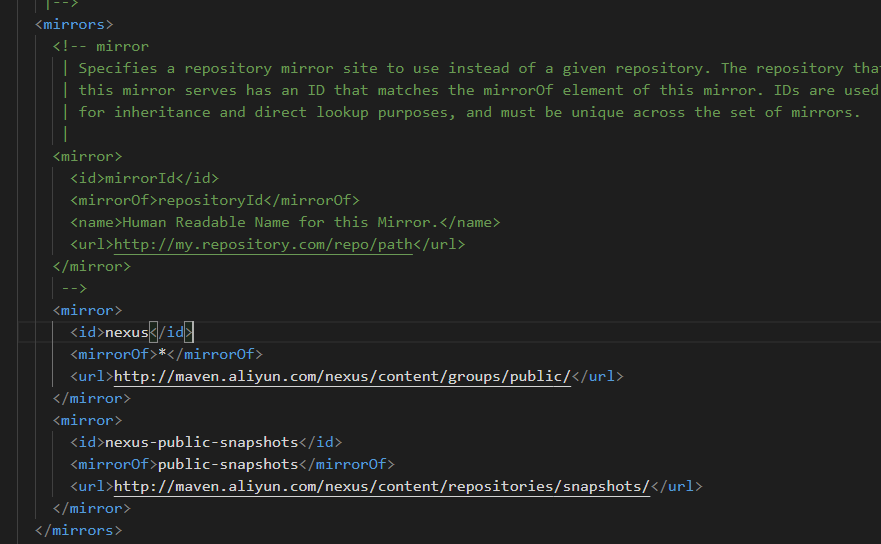 |-->
<mirrors>
<!-- mirror
| Specifies a repository mirror site to use instead of a given repository. The repository that
| this mirror serves has an ID that matches the mirrorOf element of this mirror. IDs are used
| for inheritance and direct lookup purposes, and must be unique across the set of mirrors.
|
<mirror>
<id>mirrorId</id>
<mirrorOf>repositoryId</mirrorOf>
<name>Human Readable Name for this Mirror.</name>
<url>http://my.repository.com/repo/path</url>
</mirror>
-->
<mirror>
<id>nexus</id>
<mirrorOf>*</mirrorOf>
<url>http://maven.aliyun.com/nexus/content/groups/public/</url>
</mirror>
<mirror>
<id>nexus-public-snapshots</id>
<mirrorOf>public-snapshots</mirrorOf>
<url>http://maven.aliyun.com/nexus/content/repositories/snapshots/</url>
</mirror>
</mirrors>